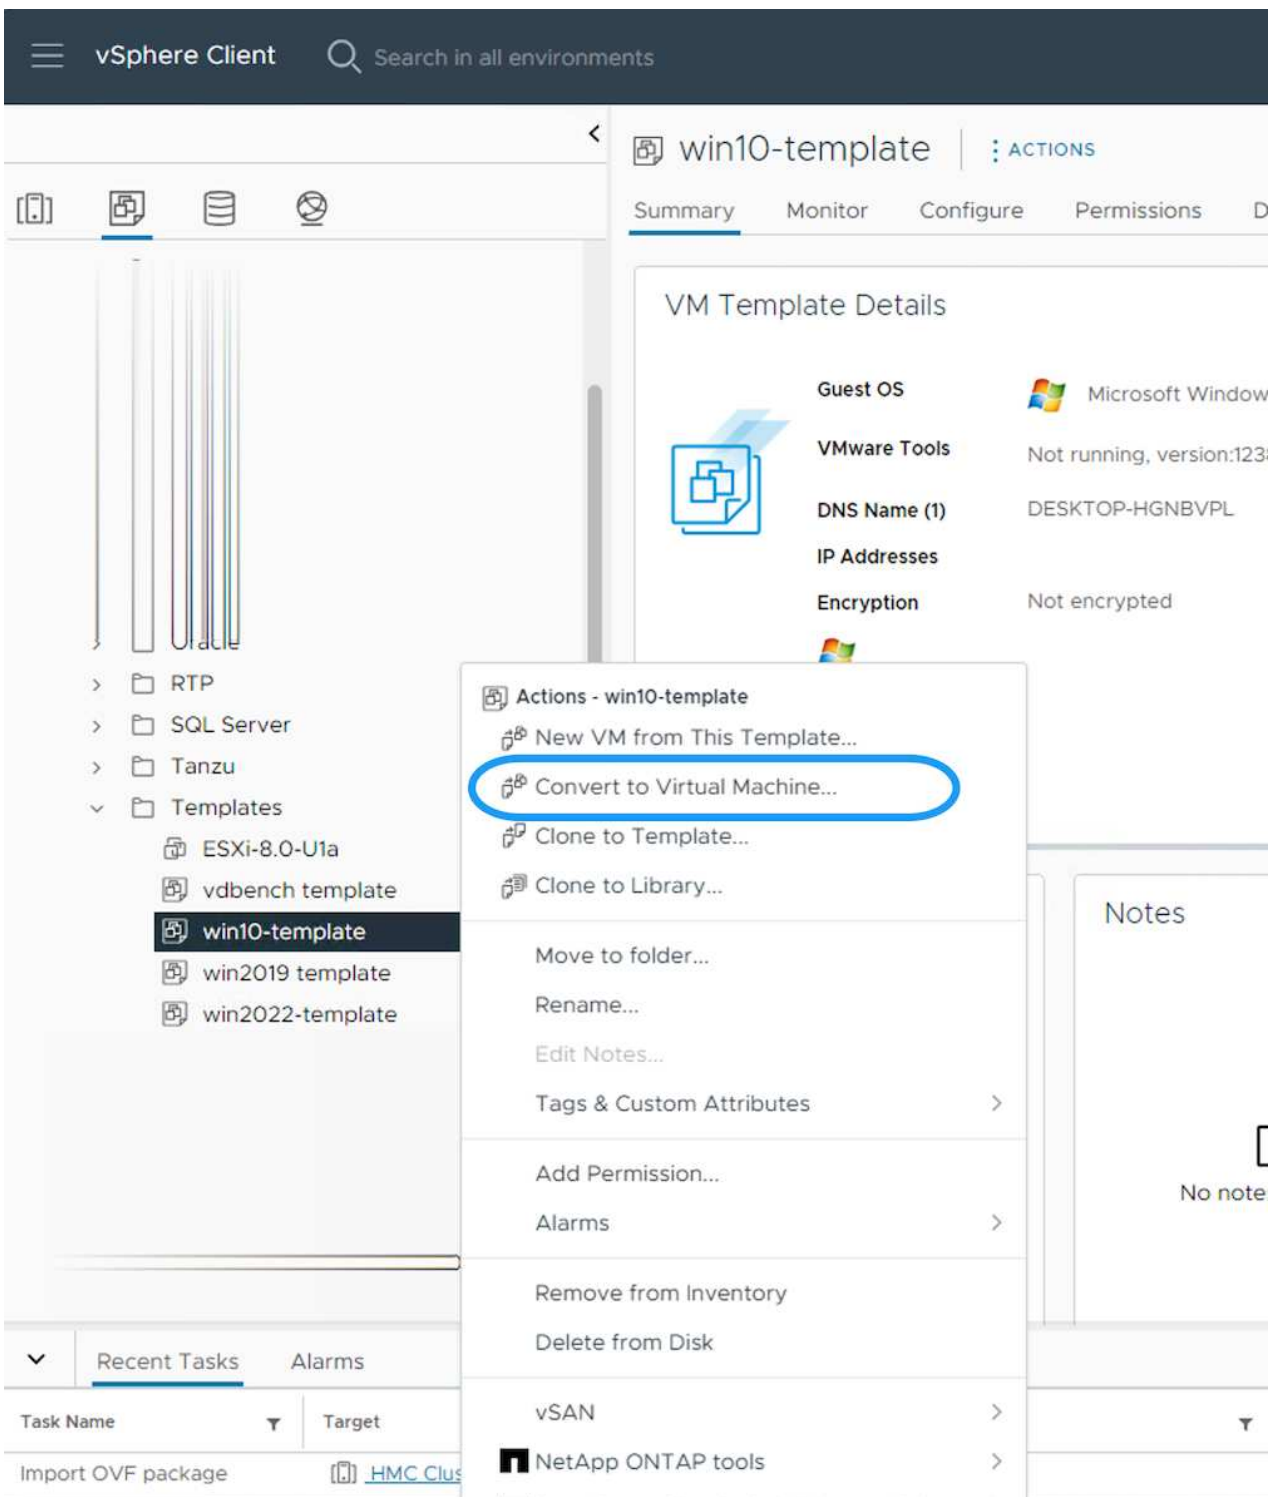 vSphere Client
Search in all environments
win10-template
ACTIONS
Summary Monitor Configure Permissions D
VM Template Details
Guest OS Microsoft Window
VMware Tools Not running, version:1238
DNS Name (1) DESKTOP-HGNBVPL
IP Addresses
Encryption Not encrypted
Oracle
RTP
SQL Server
Tanzu
Templates
ESXi-8.0-U1a
vdbench template
win10-template
win2019 template
win2022-template
Actions - win10-template
New VM from This Template...
Convert to Virtual Machine...
Clone to Template...
Clone to Library...
Move to folder...
Rename...
Edit Notes...
Tags & Custom Attributes
Add Permission...
Alarms
Remove from Inventory
Delete from Disk
vSAN
NetApp ONTAP tools
Notes
No note
Recent Tasks Alarms
Task Name Target
Import OVF package HMC Clus